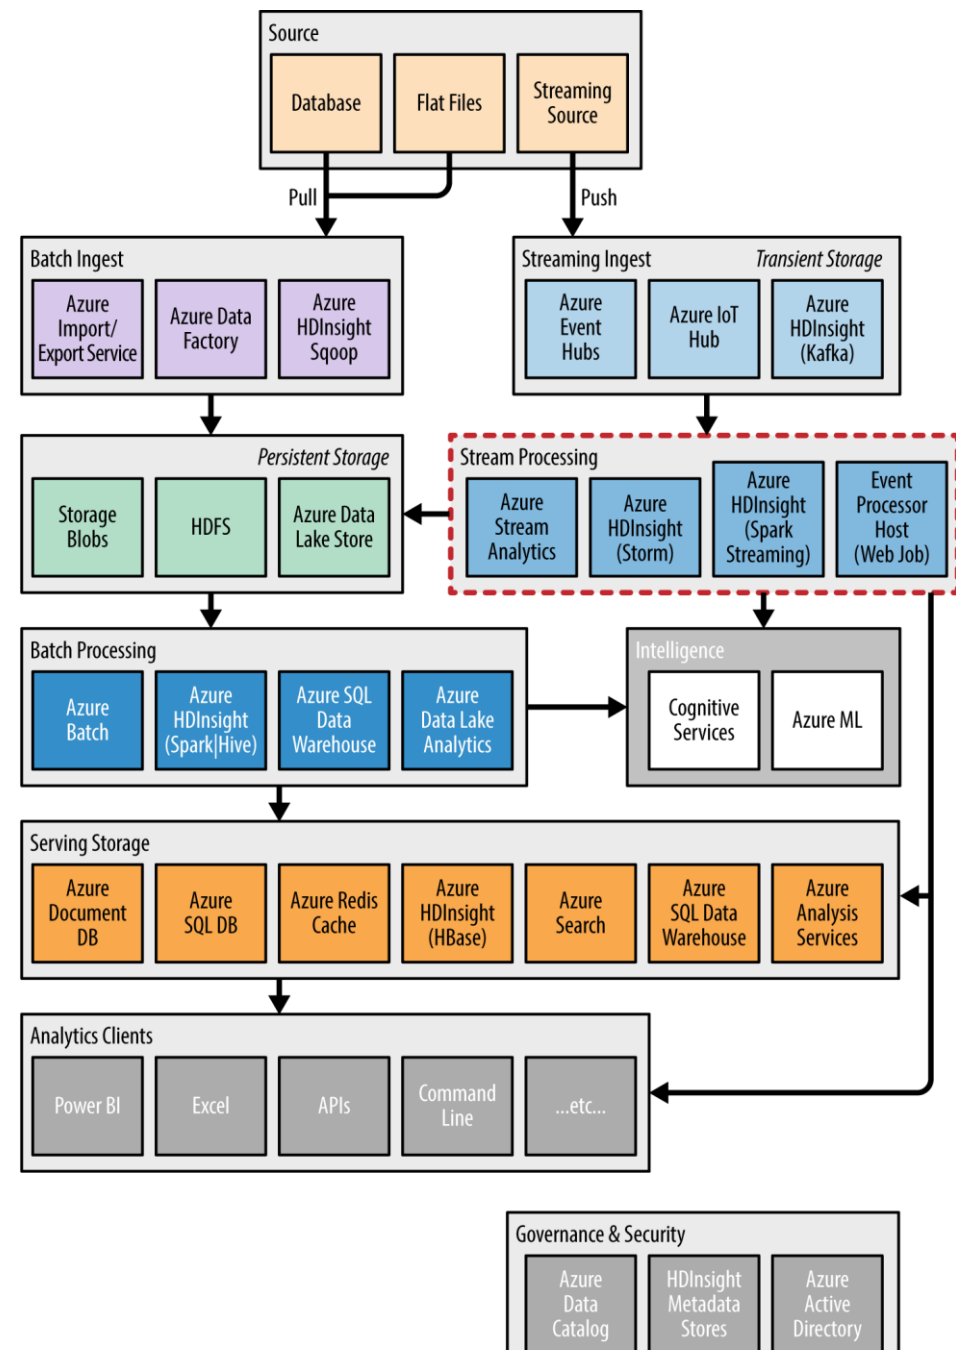 Source
Database
Flat Files
Streaming
Source
Pull
Push
Batch Ingest
Azure
Import/
Export Service
Azure Data
Factory
Azure
HDInsight
Sqoop
Streaming Ingest
Transient Storage
Azure
Event
Hubs
Azure IoT
Hub
Azure
HDInsight
(Kafka)
Persistent Storage
Storage
Blobs
HDFS
Azure Data
Lake Store
Stream Processing
Azure
Stream
Analytics
Azure
HDInsight
(Storm)
Azure
HDInsight
(Spark
Streaming)
Event
Processor
Host
(Web Job)
Batch Processing
Azure
Batch
Azure
HDInsight
(Spark|Hive)
Azure SQL
Data
Warehouse
Azure
Data Lake
Analytics
Intelligence
Cognitive
Services
Azure ML
Serving Storage
Azure
Document
DB
Azure
SQL DB
Azure Redis
Cache
Azure
HDInsight
(HBase)
Azure
Search
Azure
SQL Data
Warehouse
Azure
Analysis
Services
Analytics Clients
Power BI
Excel
APIs
Command
Line
...etc...
Governance & Security
Azure
Data
Catalog
HDInsight
Metadata
Stores
Azure
Active
Directory